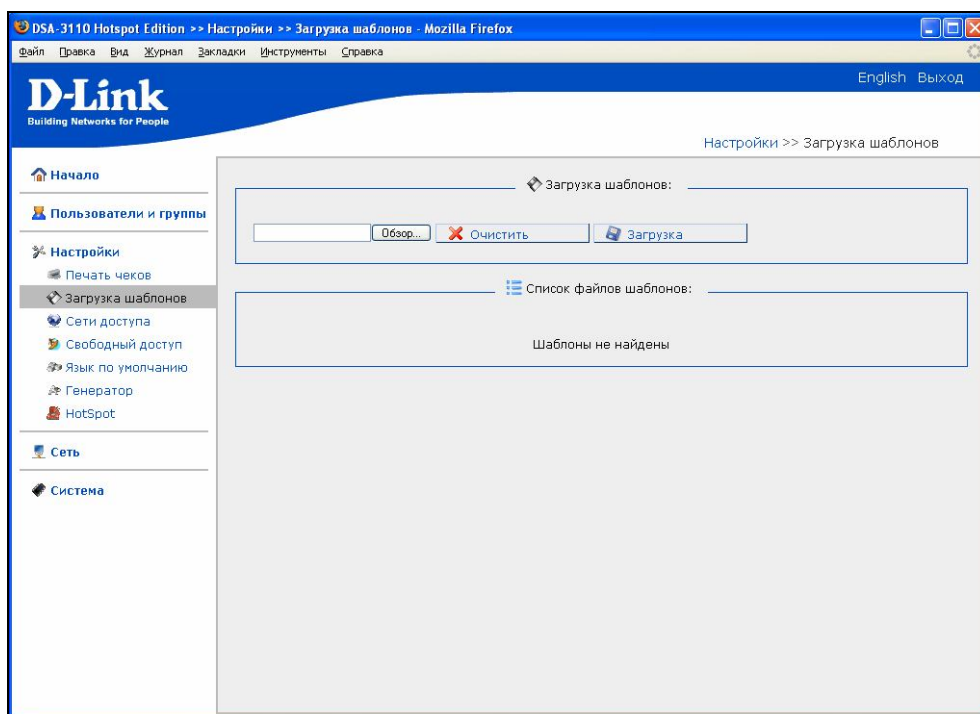 DSA-3110 Hotspot Edition >> Настройки >> Загрузка шаблонов - Mozilla Firefox
Файл Правка Вид Журнал Закладки Инструменты Справка
English Выход
D-Link
Building Networks for People
Настройки >> Загрузка шаблонов
Начало
Пользователи и группы
Настройки
Печать чеков
Загрузка шаблонов
Сети доступа
Свободный доступ
Язык по умолчанию
Генератор
HotSpot
Сеть
Система
Загрузка шаблонов:
Обзор... Очистить Загрузка
Список файлов шаблонов:
Шаблоны не найдены